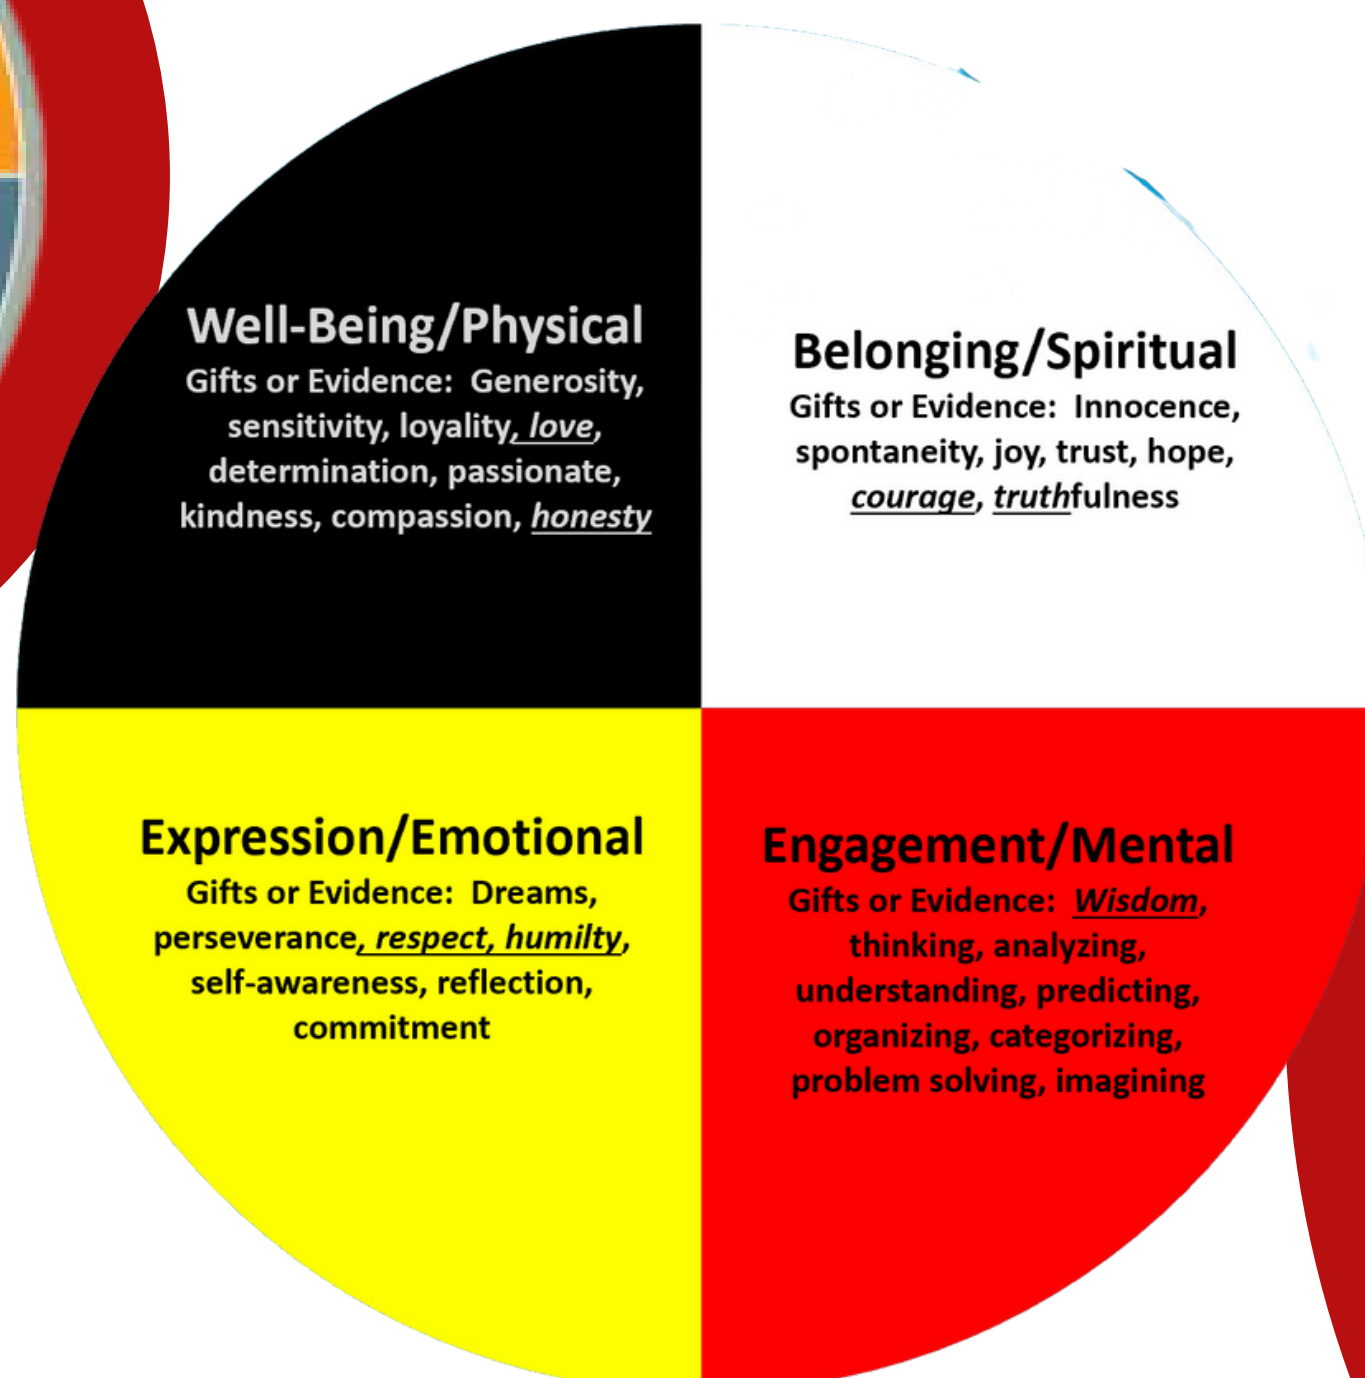 Well-Being/Physical
Gifts or Evidence:  Generosity,
sensitivity, loyality, love,
determination, passionate,
kindness, compassion, honesty
Belonging/Spiritual
Gifts or Evidence:  Innocence,
spontaneity, joy, trust, hope,
courage, truthfulness
Expression/Emotional
Gifts or Evidence:  Dreams,
perseverance, respect, humilty,
self-awareness, reflection,
commitment
Engagement/Mental
Gifts or Evidence:  Wisdom,
thinking, analyzing,
understanding, predicting,
organizing, categorizing,
problem solving, imagining